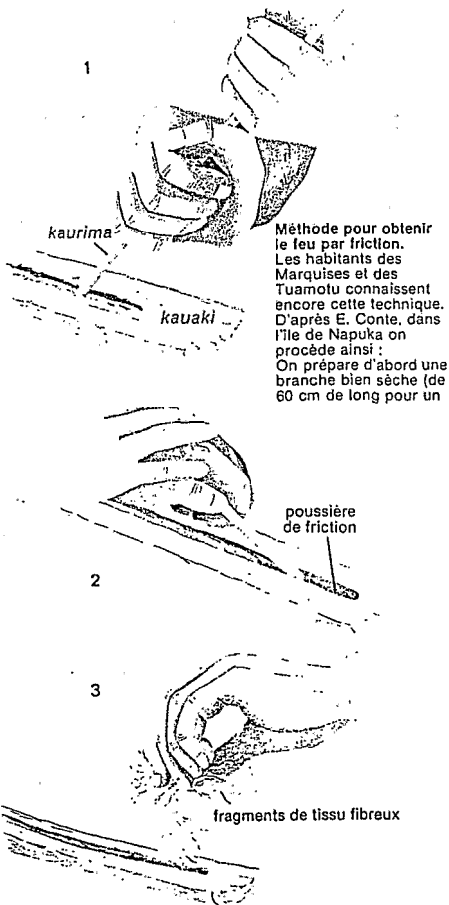 1
kaurima
kauaki
Méthode pour obtenir
le feu par friction.
Les habitants des
Marquises et des
Tuamotu connaissent
encore cette technique.
D'après E. Conte, dans
l'île de Napuka on
procède ainsi :
On prépare d'abord une
branche bien sèche (de
60 cm de long pour un
poussière
de friction
2
3
fragments de tissu fibreux